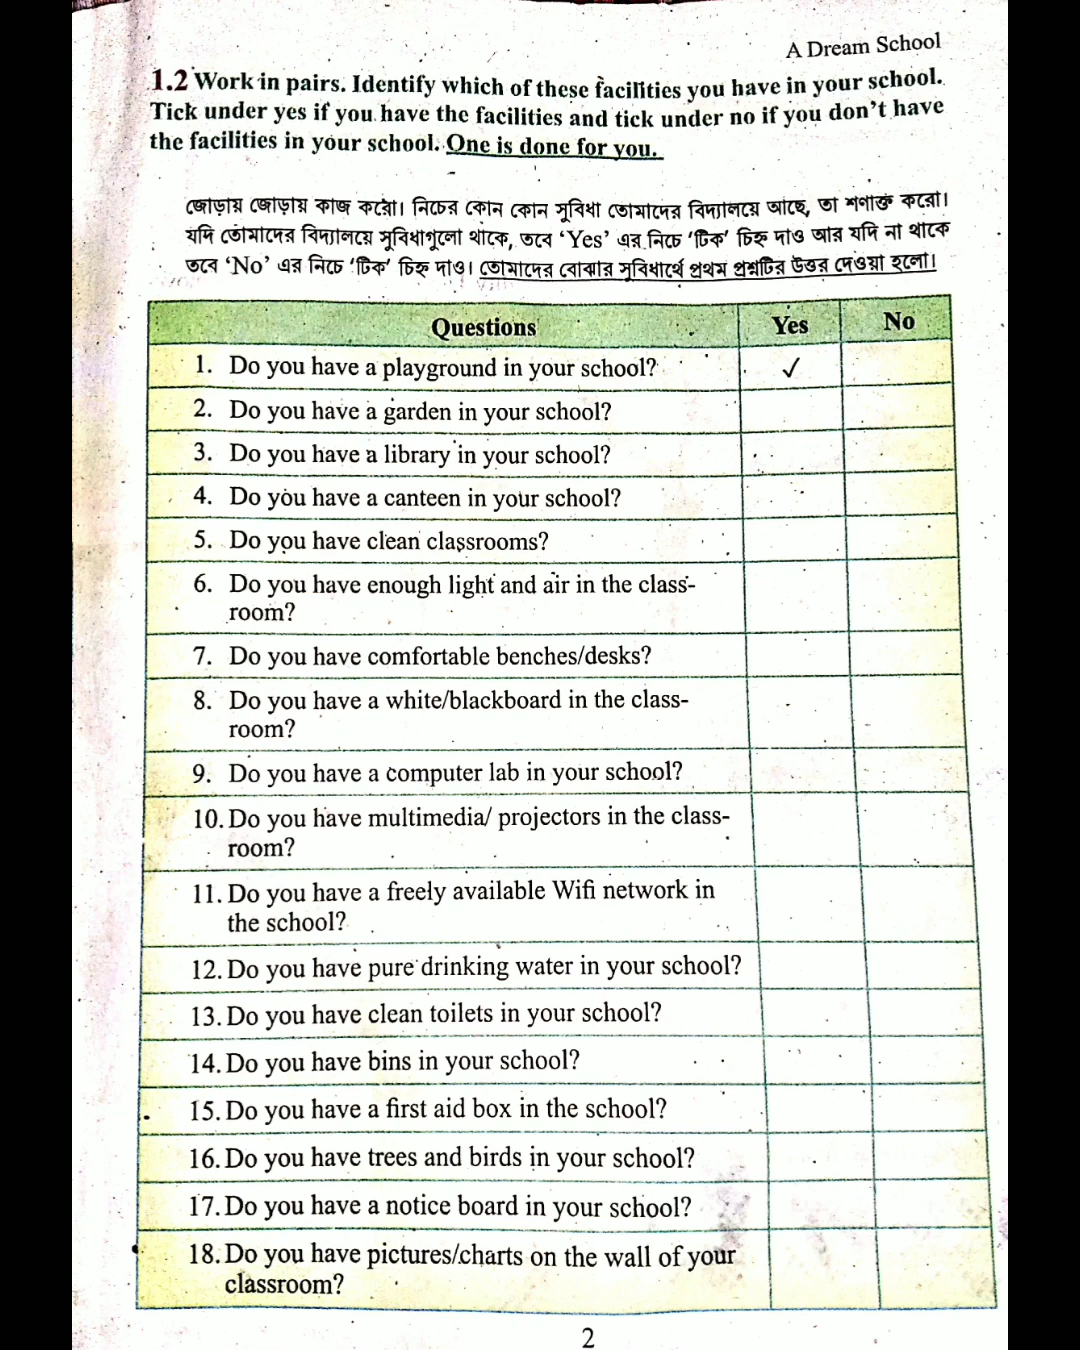 A Dream School
1.2 Work in pairs. Identify which of these facilities you have in your school.
Tick under yes if you have the facilities and tick under no if you don't have
the facilities in your school. One is done for you.
জোড়ায় জোড়ায় কাজ করো। নিচের কোন কোন সুবিধা তোমাদের বিদ্যালয়ে আছে, তা শনাক্ত করো।
যদি তোমাদের বিদ্যালয়ে সুবিধাগুলো থাকে, তবে ‘Yes’ এর নিচে ‘টিক’ চিহ্ন দাও আর যদি না থাকে
তবে ‘No’ এর নিচে ‘টিক’ চিহ্ন দাও। তোমাদের বোঝার সুবিধার্থে প্রথম প্রশ্নটির উত্তর দেওয়া হলো।
Questions Yes No
1. Do you have a playground in your school? ✓
2. Do you have a garden in your school?
3. Do you have a library in your school?
4. Do you have a canteen in your school?
5. Do you have clean classrooms?
6. Do you have enough light and air in the class-
room?
7. Do you have comfortable benches/desks?
8. Do you have a white/blackboard in the class-
room?
9. Do you have a computer lab in your school?
10. Do you have multimedia/ projectors in the class-
room?
11. Do you have a freely available Wifi network in
the school?
12. Do you have pure drinking water in your school?
13. Do you have clean toilets in your school?
14. Do you have bins in your school?
15. Do you have a first aid box in the school?
16. Do you have trees and birds in your school?
17. Do you have a notice board in your school?
18. Do you have pictures/charts on the wall of your
classroom?
2